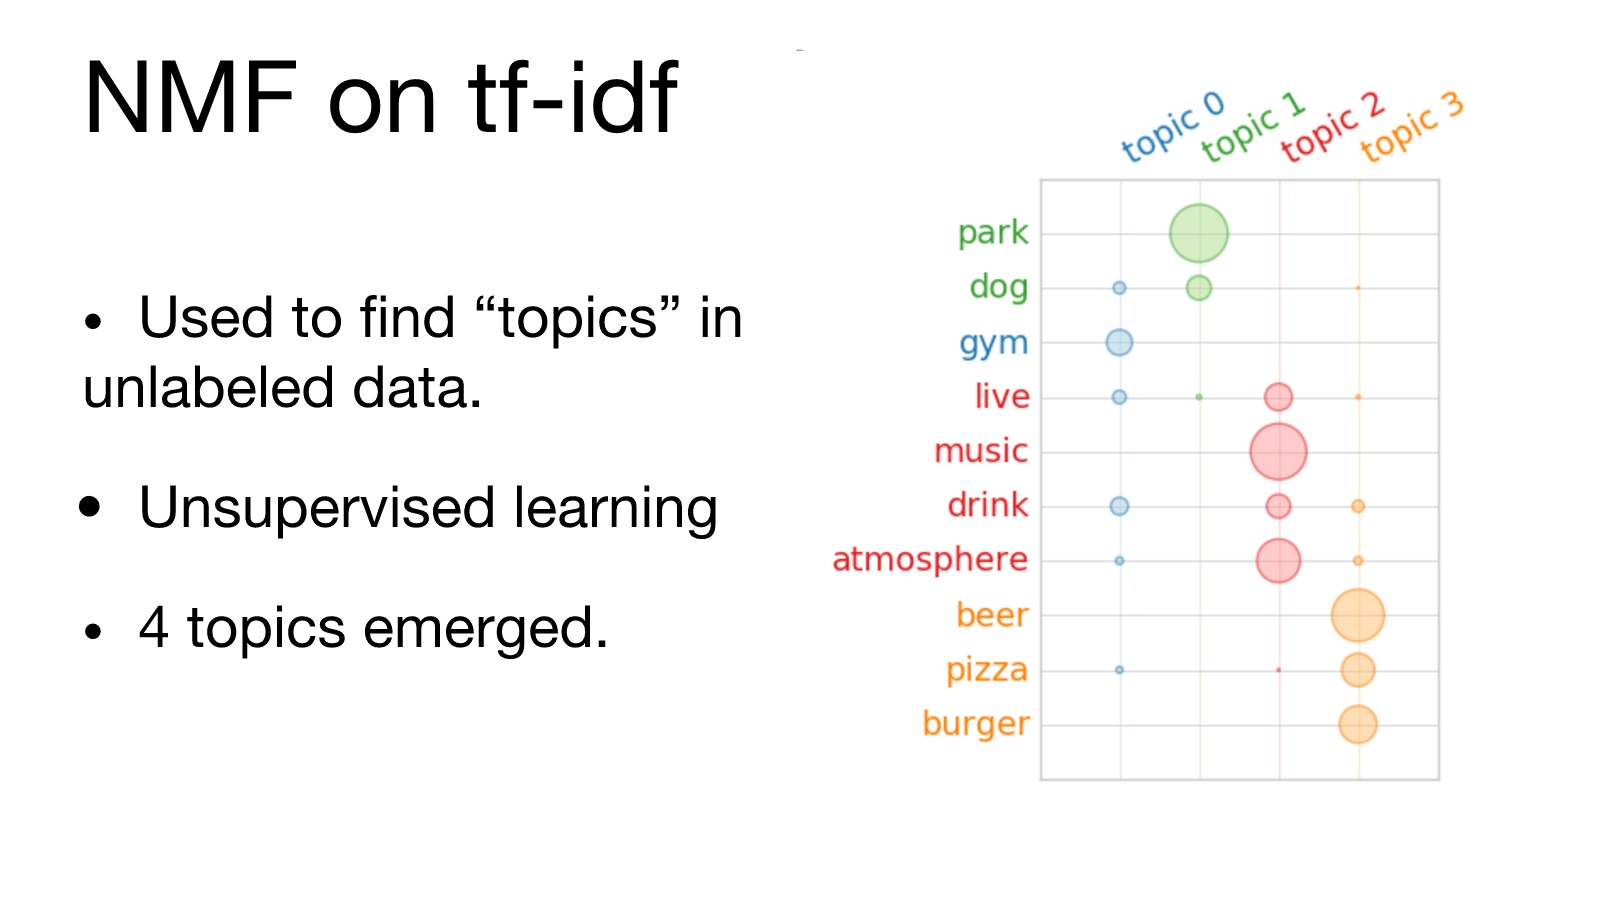 NMF on tf-idf
• Used to find “topics” in
unlabeled data.
• Unsupervised learning
• 4 topics emerged.
topic 0
topic 1
topic 2
topic 3
park
dog
gym
live
music
drink
atmosphere
beer
pizza
burger